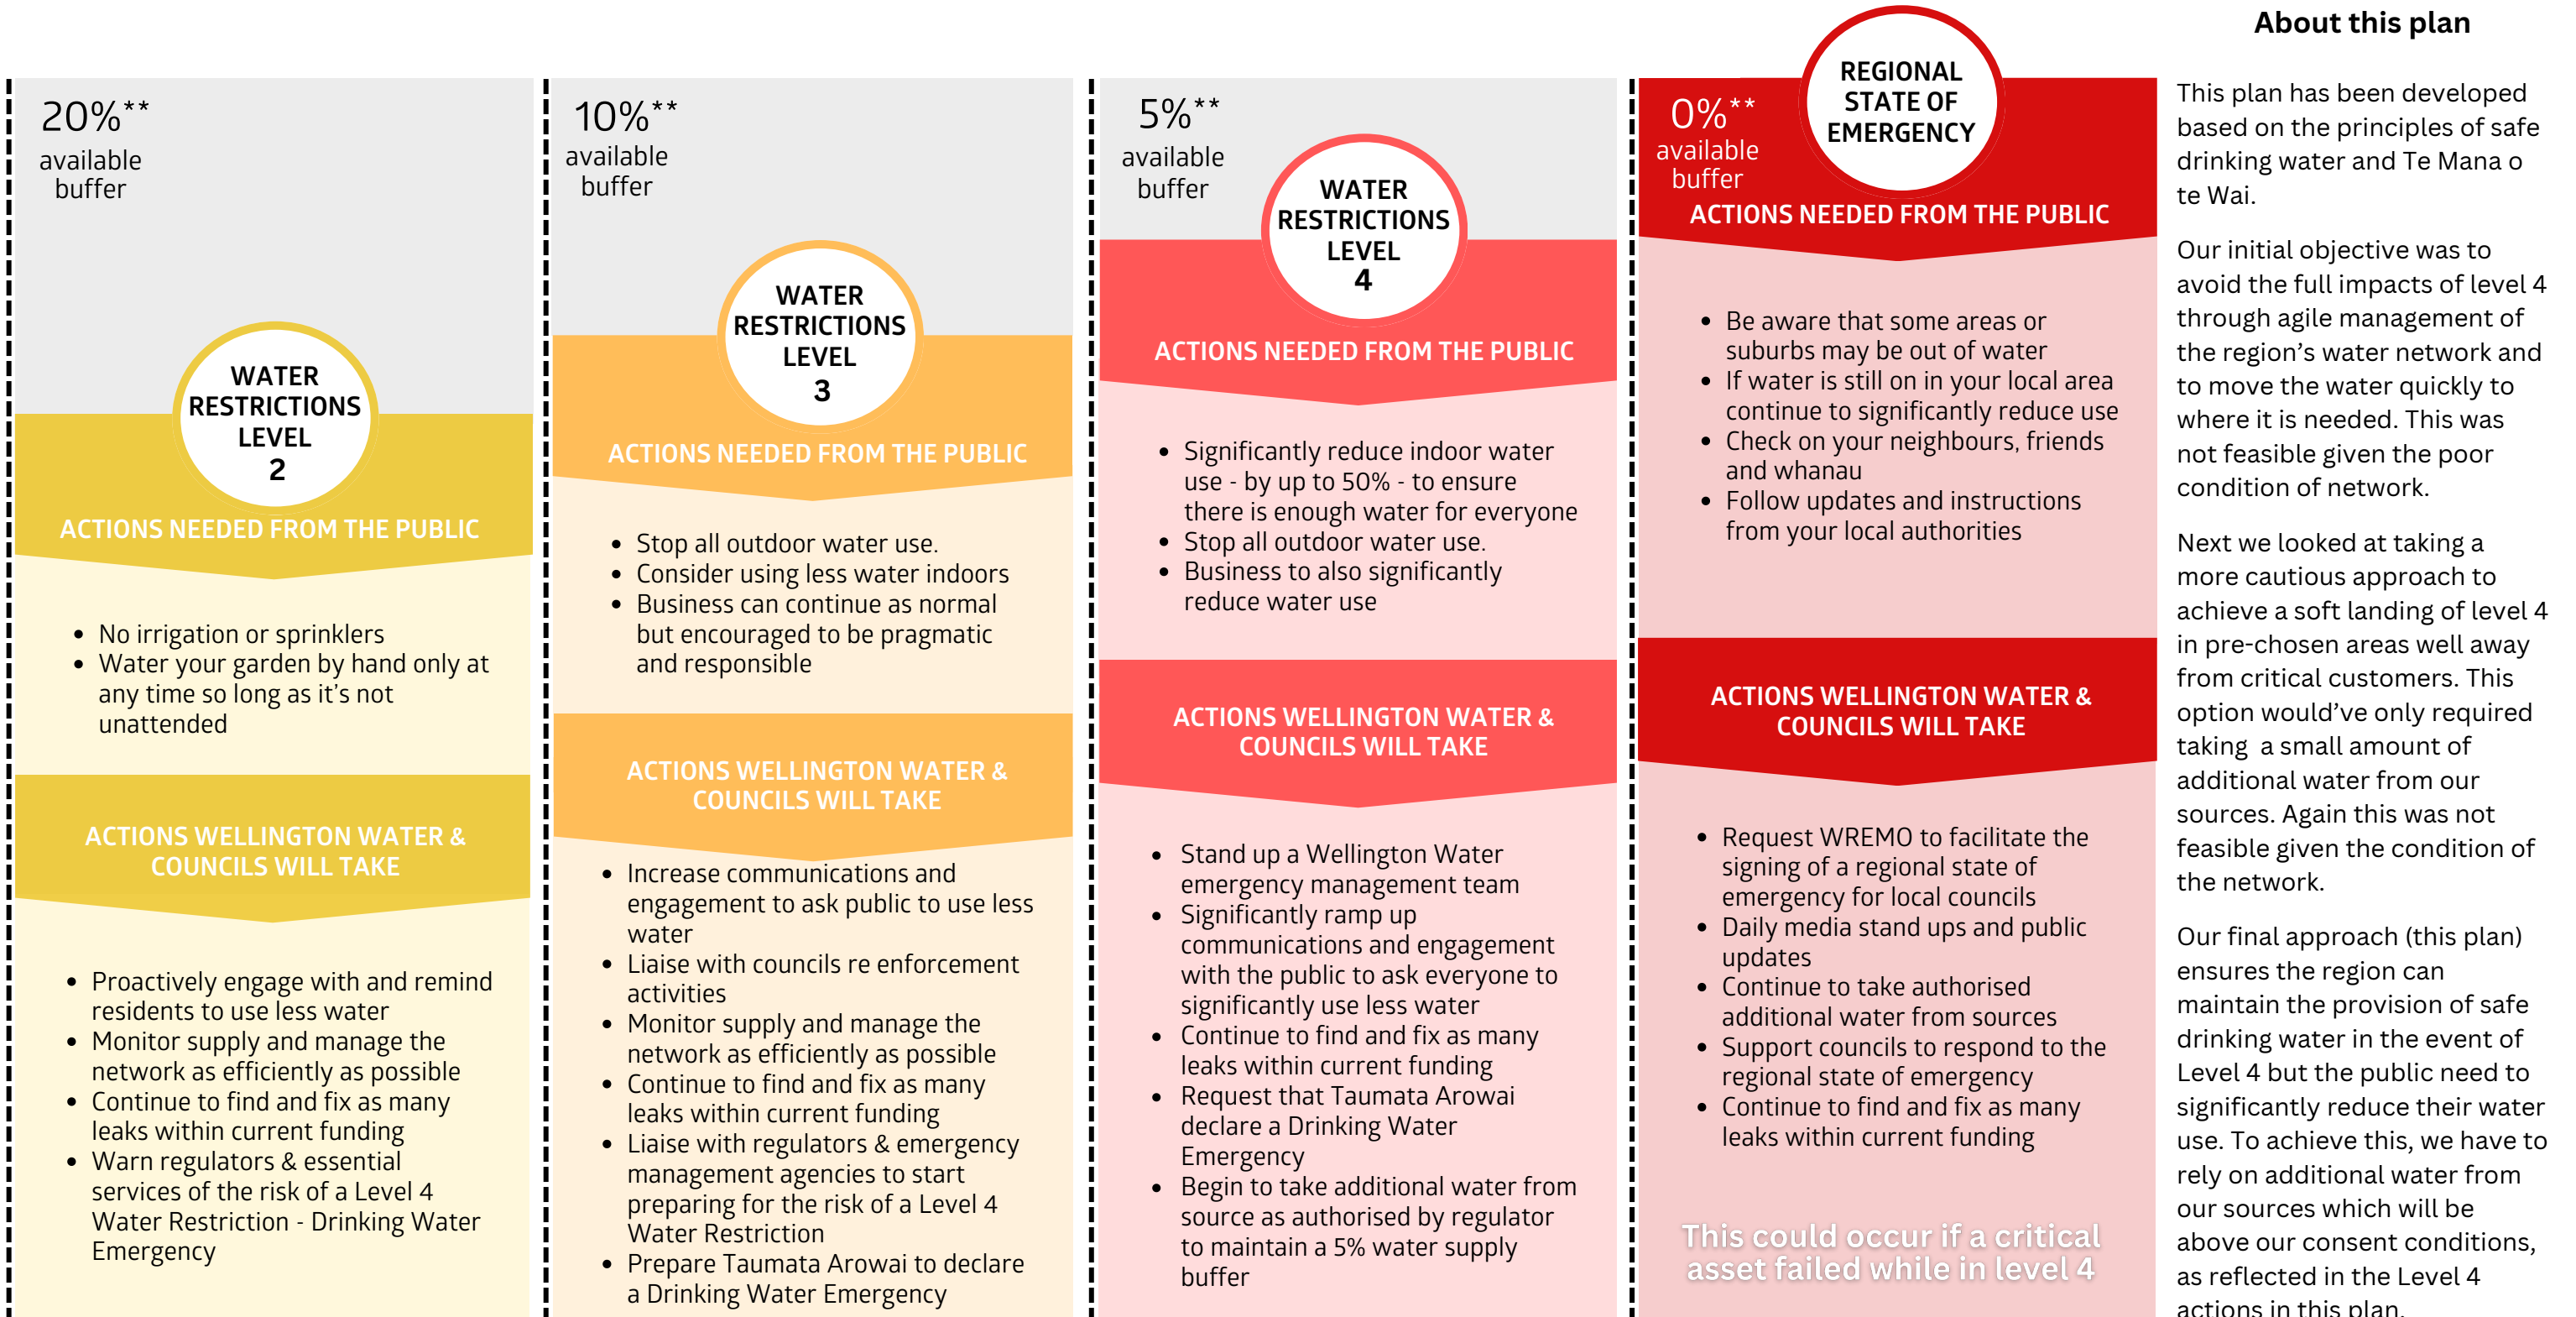 20%**
available
buffer
WATER
RESTRICTIONS
LEVEL
2
ACTIONS NEEDED FROM THE PUBLIC
• No irrigation or sprinklers
• Water your garden by hand only at
any time so long as it's not
unattended
ACTIONS WELLINGTON WATER &
COUNCILS WILL TAKE
• Proactively engage with and remind
residents to use less water
• Monitor supply and manage the
network as efficiently as possible
• Continue to find and fix as many
leaks within current funding
• Warn regulators & essential
services of the risk of a Level 4
Water Restriction - Drinking Water
Emergency
10%**
available
buffer
WATER
RESTRICTIONS
LEVEL
3
ACTIONS NEEDED FROM THE PUBLIC
• Stop all outdoor water use.
• Consider using less water indoors
• Business can continue as normal
but encouraged to be pragmatic
and responsible
ACTIONS WELLINGTON WATER &
COUNCILS WILL TAKE
• Increase communications and
engagement to ask public to use less
water
• Liaise with councils re enforcement
activities
• Monitor supply and manage the
network as efficiently as possible
• Continue to find and fix as many
leaks within current funding
• Liaise with regulators & emergency
management agencies to start
preparing for the risk of a Level 4
Water Restriction
• Prepare Taumata Arowai to declare
a Drinking Water Emergency
5%**
available
buffer
WATER
RESTRICTIONS
LEVEL
4
ACTIONS NEEDED FROM THE PUBLIC
• Significantly reduce indoor water
use - by up to 50% - to ensure
there is enough water for everyone
• Stop all outdoor water use.
• Business to also significantly
reduce water use
ACTIONS WELLINGTON WATER &
COUNCILS WILL TAKE
• Stand up a Wellington Water
emergency management team
• Significantly ramp up
communications and engagement
with the public to ask everyone to
significantly use less water
• Continue to find and fix as many
leaks within current funding
• Request that Taumata Arowai
declare a Drinking Water
Emergency
• Begin to take additional water from
source as authorised by regulator
to maintain a 5% water supply
buffer
0%**
available
buffer
REGIONAL
STATE OF
EMERGENCY
ACTIONS NEEDED FROM THE PUBLIC
• Be aware that some areas or
suburbs may be out of water
• If water is still on in your local area
continue to significantly reduce use
• Check on your neighbours, friends
and whanau
• Follow updates and instructions
from your local authorities
ACTIONS WELLINGTON WATER &
COUNCILS WILL TAKE
• Request WREMO to facilitate the
signing of a regional state of
emergency for local councils
• Daily media stand ups and public
updates
• Continue to take authorised
additional water from sources
• Support councils to respond to the
regional state of emergency
• Continue to find and fix as many
leaks within current funding
This could occur if a critical
asset failed while in level 4
About this plan
This plan has been developed
based on the principles of safe
drinking water and Te Mana o
te Wai.
Our initial objective was to
avoid the full impacts of level 4
through agile management of
the region's water network and
to move the water quickly to
where it is needed. This was
not feasible given the poor
condition of network.
Next we looked at taking a
more cautious approach to
achieve a soft landing of level 4
in pre-chosen areas well away
from critical customers. This
option would've only required
taking a small amount of
additional water from our
sources. Again this was not
feasible given the condition of
the network.
Our final approach (this plan)
ensures the region can
maintain the provision of safe
drinking water in the event of
Level 4 but the public need to
significantly reduce their water
use. To achieve this, we have to
rely on additional water from
our sources which will be
above our consent conditions,
as reflected in the Level 4
actions in this plan.